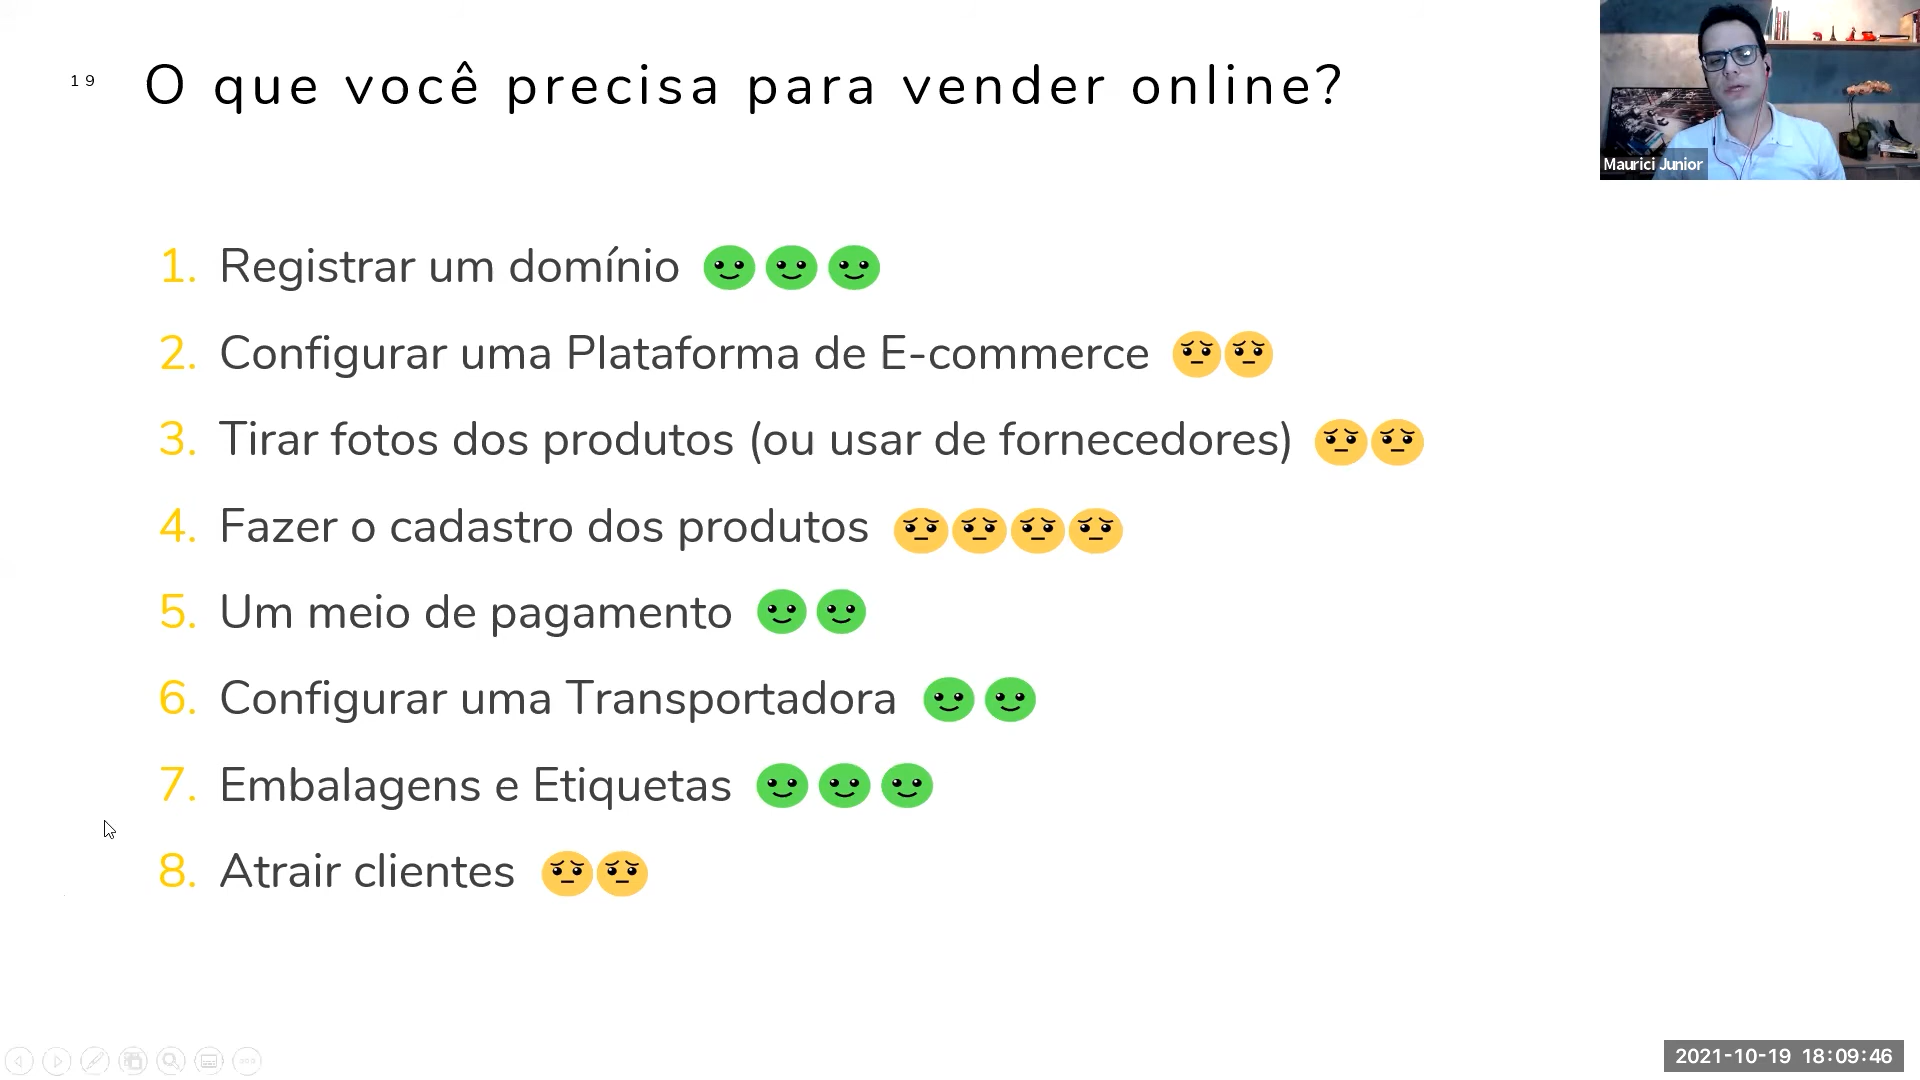 19
O que você precisa para vender online?
Maurici Junior
1. Registrar um domínio
2. Configurar uma Plataforma de E-commerce
3. Tirar fotos dos produtos (ou usar de fornecedores)
4. Fazer o cadastro dos produtos
5. Um meio de pagamento
6. Configurar uma Transportadora
7. Embalagens e Etiquetas
8. Atrair clientes
2021-10-19 18:09:46